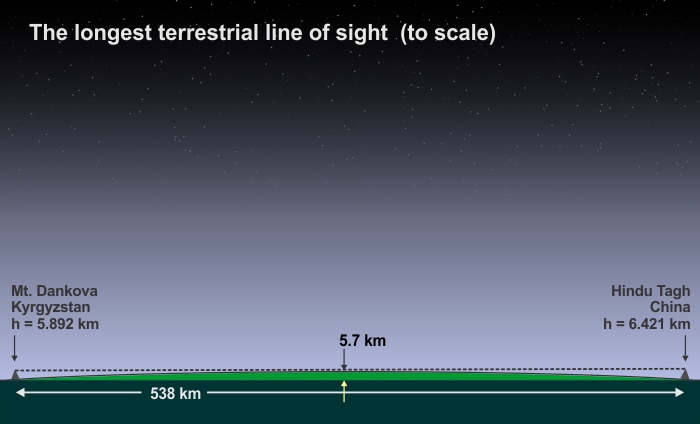 The longest terrestrial line of sight (to scale)
Mt. Dankova
Kyrgyzstan
h = 5.892 km
Hindu Tagh
China
h = 6.421 km
5.7 km
538 km